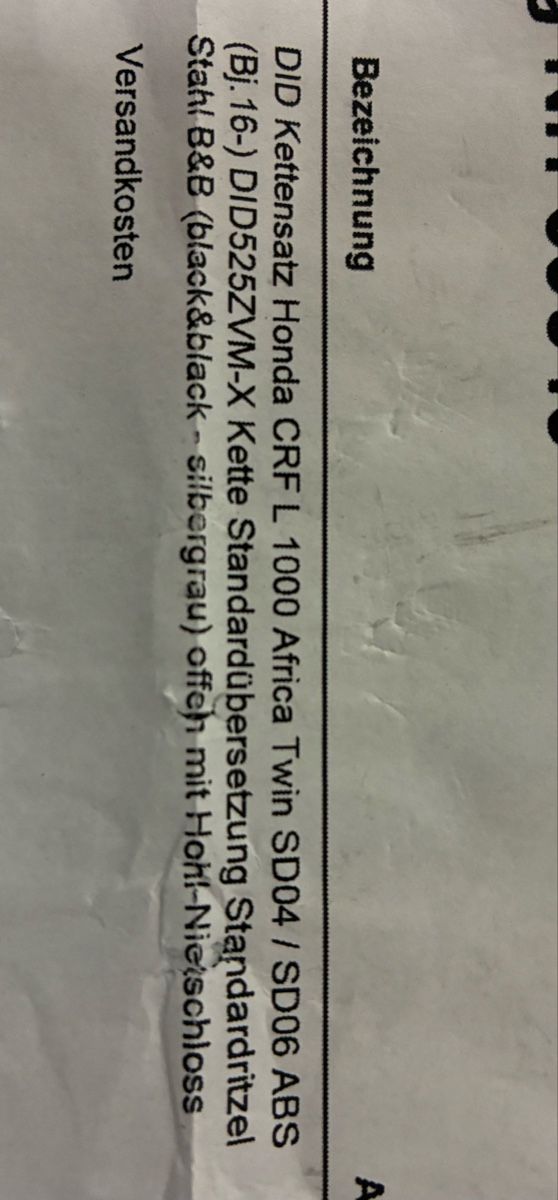 Bezeichnung
A
DID Kettensatz Honda CRF L 1000 Africa Twin SD04 / SD06 ABS
(Bj. 16-) DID525ZVM-X Kette Standardübersetzung Standardritzel
Stahl B&B (black&black - silbergrau) offen mit Hohl-Nietschloss
Versandkosten